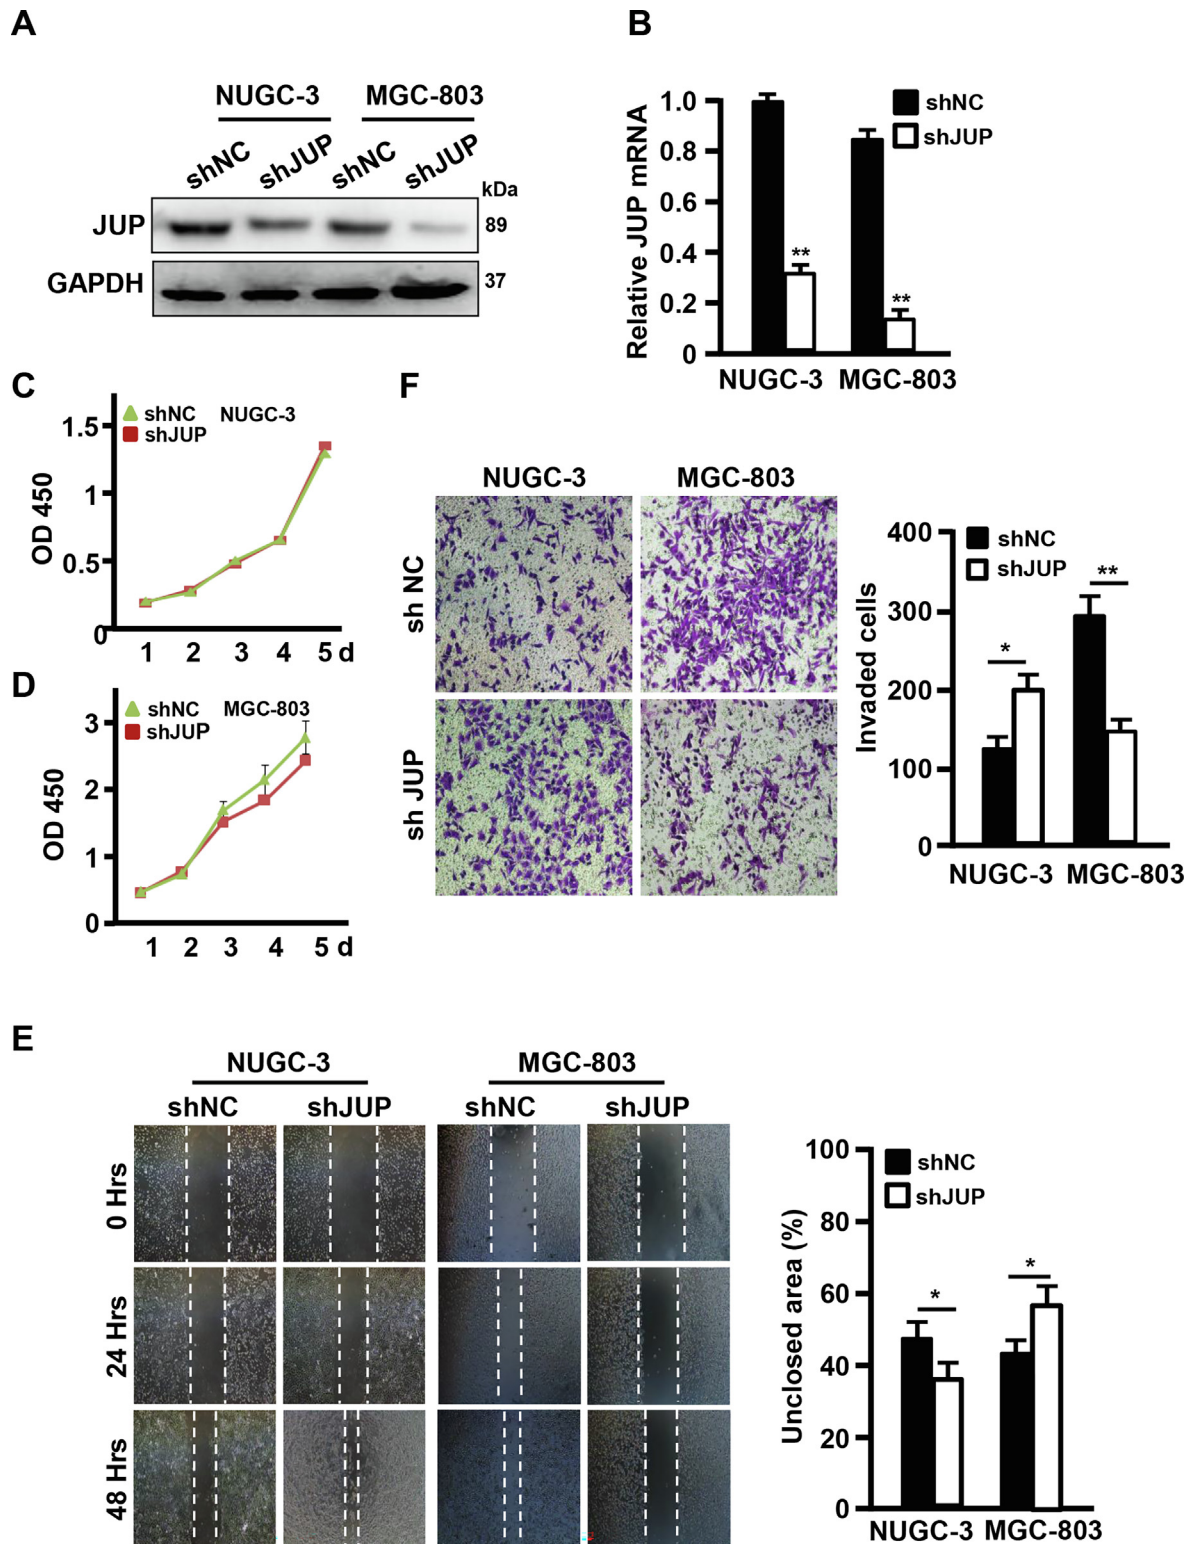 A
NUGC-3 MGC-803
shNC shJUP shNC shJUP
kDa
JUP 89
GAPDH 37
B
Relative JUP mRNA
1.0
0.8
0.6
0.4
0.2
0
shNC
shJUP
**
**
NUGC-3 MGC-803
C
OD 450
1.5
1
0.5
0
shNC NUGC-3
shJUP
1 2 3 4 5 d
D
OD 450
3
2
1
0
shNC MGC-803
shJUP
1 2 3 4 5 d
F
NUGC-3 MGC-803
sh NC
sh JUP
Invaded cells
400
300
200
100
0
shNC
shJUP
*
**
NUGC-3 MGC-803
E
NUGC-3 MGC-803
shNC shJUP shNC shJUP
0 Hrs
24 Hrs
48 Hrs
Unclosed area (%)
100
80
60
40
20
0
shNC
shJUP
*
*
NUGC-3 MGC-803